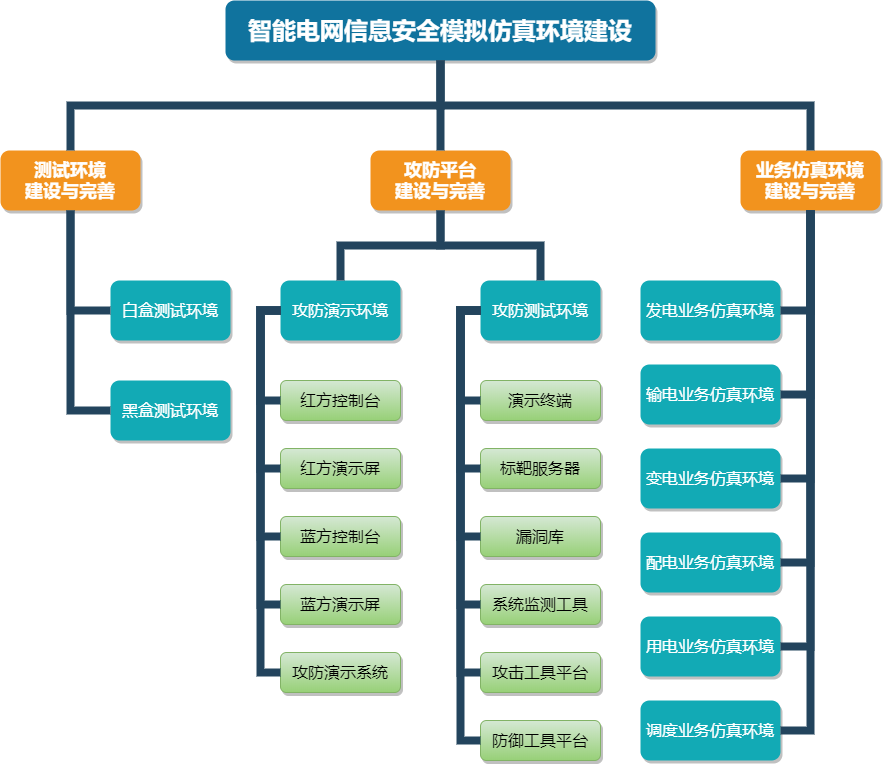 智能电网信息安全模拟仿真环境建设
测试环境
建设与完善
攻防平台
建设与完善
业务仿真环境
建设与完善
白盒测试环境
黑盒测试环境
攻防演示环境
红方控制台
红方演示屏
蓝方控制台
蓝方演示屏
攻防演示系统
攻防测试环境
演示终端
标靶服务器
漏洞库
系统监测工具
攻击工具平台
防御工具平台
发电业务仿真环境
输电业务仿真环境
变电业务仿真环境
配电业务仿真环境
用电业务仿真环境
调度业务仿真环境